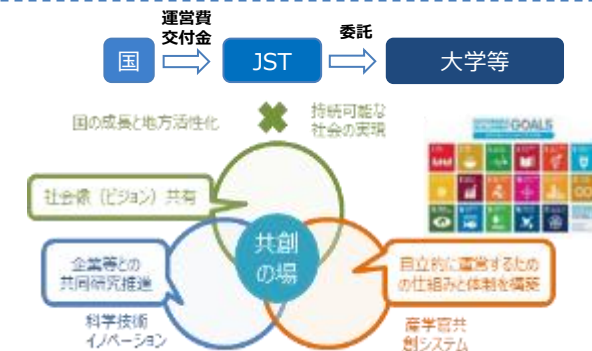 運営費
交付金
委託
国
JST
大学等
国の成長と地方活性化
持続可能な
社会の実現
GOALS
社会像（ビジョン）共有
共創
の場
企業等との
共同研究推進
自立的に運営するため
の仕組みと体制を構築
科学技術
イノベーション
産学官共
創システム